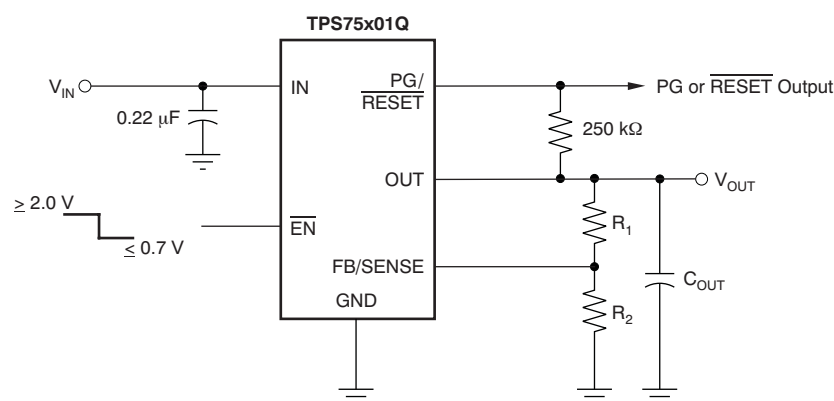 TPS75x01Q
V_IN
IN
PG/
RESET
PG or RESET Output
0.22 μF
250 kΩ
OUT
V_OUT
≥ 2.0 V
≤ 0.7 V
EN
R_1
FB/SENSE
C_OUT
GND
R_2